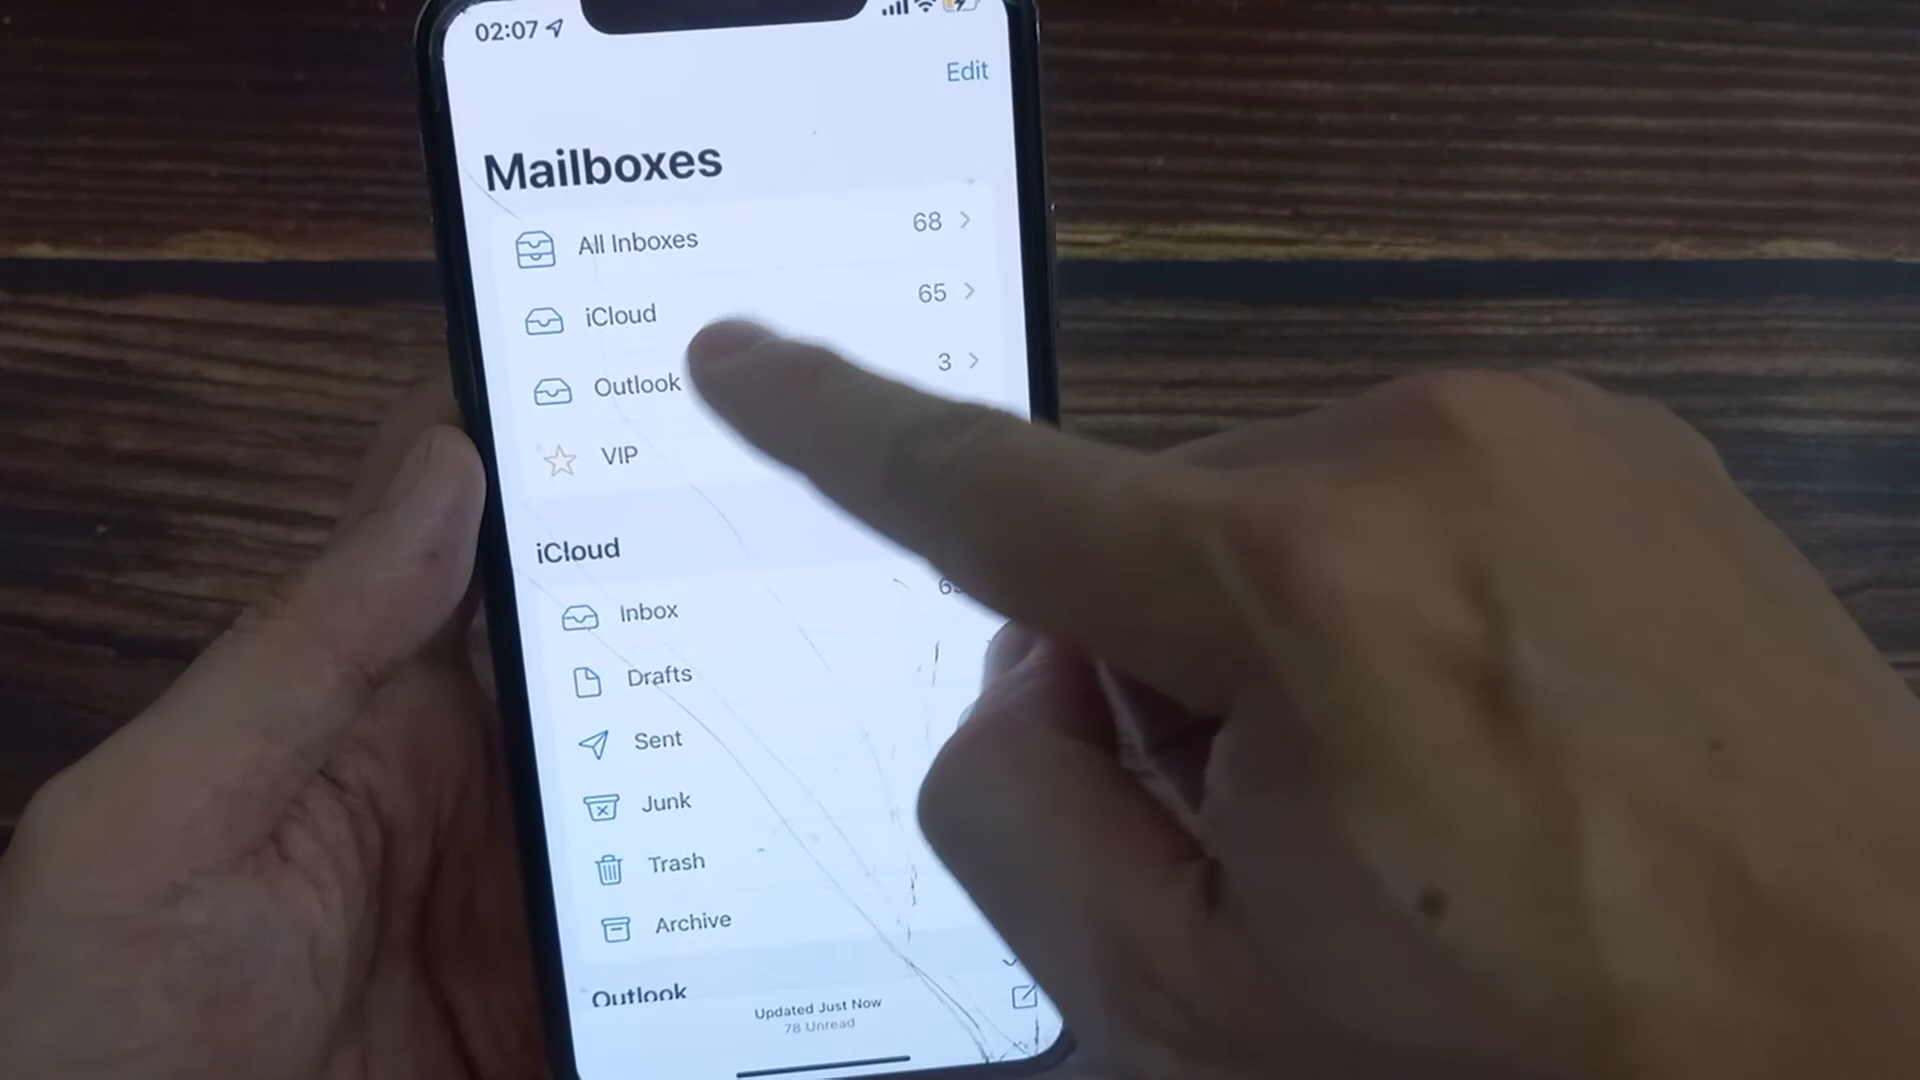 02:07
Edit
Mailboxes
All Inboxes 68
iCloud 65
Outlook 3
VIP
iCloud
Inbox
Drafts
Sent
Junk
Trash
Archive
Outlook
Updated Just Now
78 Unread